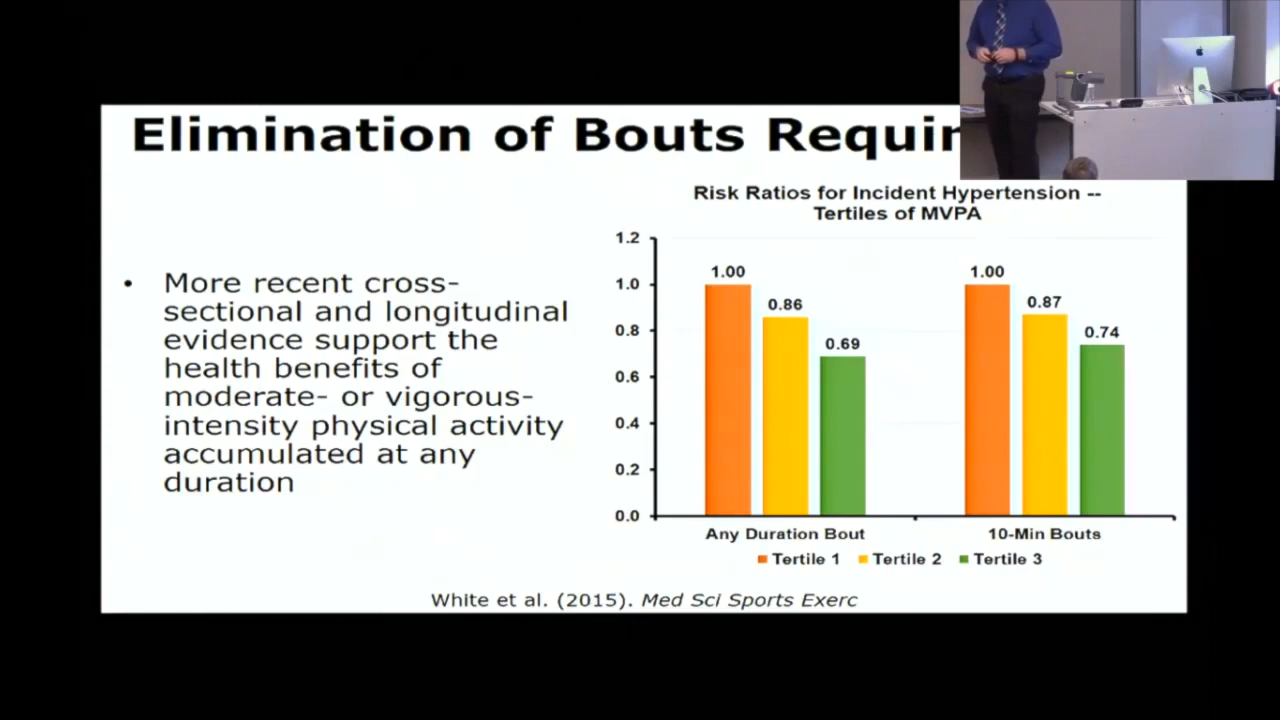 Elimination of Bouts
Risk Ratios for Incident Hypertension --
Tertiles of MVPA
• More recent cross-
sectional and longitudinal
evidence support the
health benefits of
moderate- or vigorous-
intensity physical activity
accumulated at any
duration
1.2
1.0
0.8
0.6
0.4
0.2
0.0
1.00
0.86
0.69
1.00
0.87
0.74
Any Duration Bout
10-Min Bouts
Tertile 1
Tertile 2
Tertile 3
White et al. (2015). Med Sci Sports Exerc